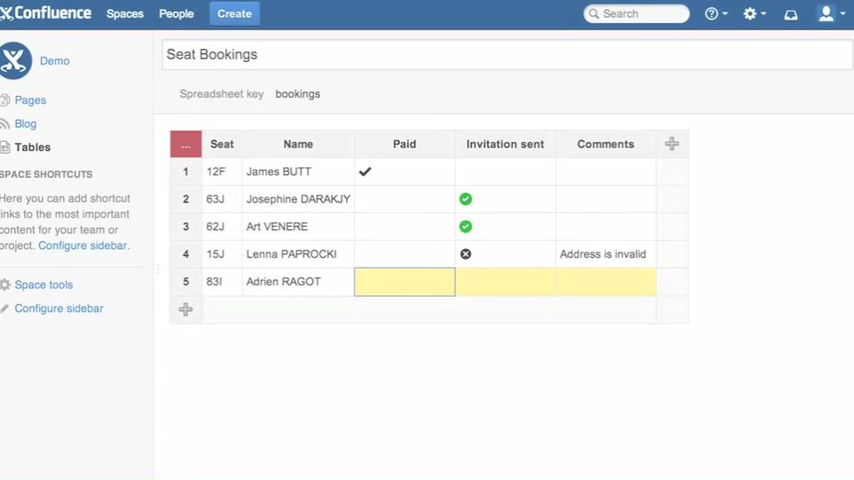 Confluence Spaces People Create Search
Demo
Seat Bookings
Spreadsheet key bookings
Pages
Blog
Tables
SPACE SHORTCUTS
Here you can add shortcut
links to the most important
content for your team or
project. Configure sidebar.
Space tools
Configure sidebar
... Seat Name Paid Invitation sent Comments
1 12F James BUTT
2 63J Josephine DARAKJY
3 62J Art VENERE
4 15J Lenna PAPROCKI Address is invalid
5 83I Adrien RAGOT